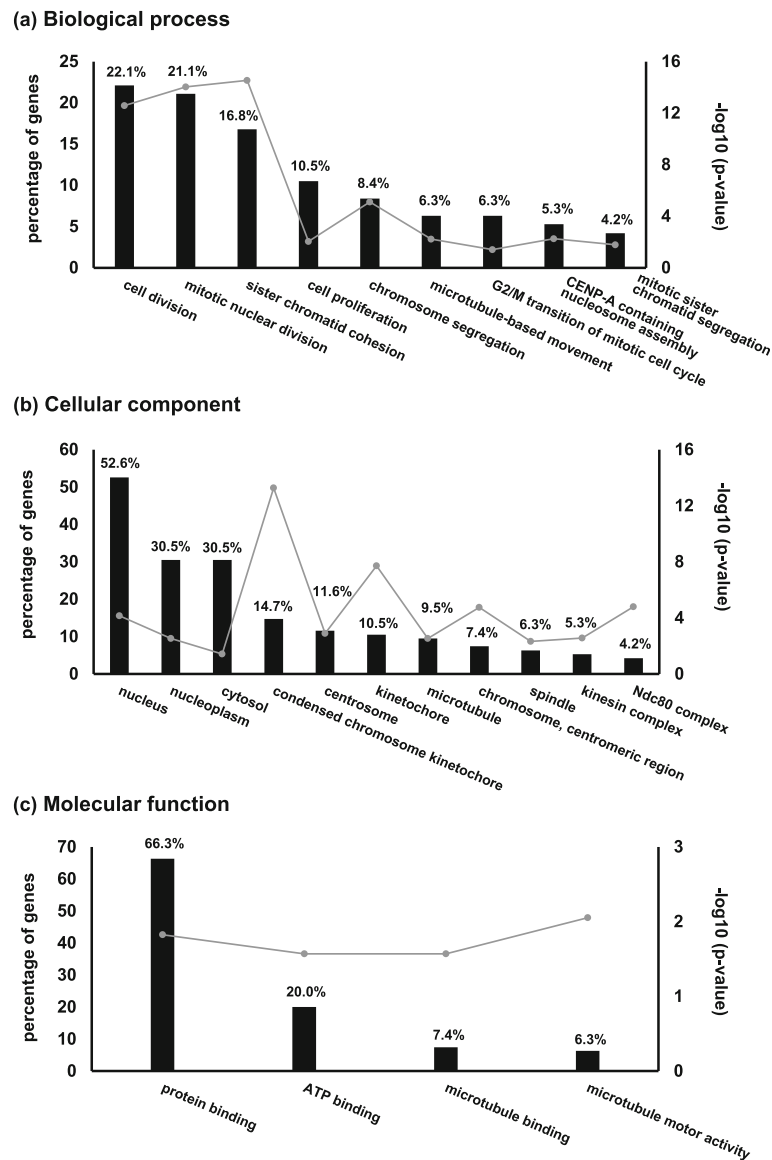 (a) Biological process
percentage of genes
-log10 (p-value)
25
20
15
10
5
0
16
12
8
4
0
22.1%
21.1%
16.8%
10.5%
8.4%
6.3%
6.3%
5.3%
4.2%
cell division
mitotic nuclear division
sister chromatid cohesion
cell proliferation
chromosome segregation
microtubule-based movement
G2/M transition of mitotic cell cycle
CENP-A containing
nucleosome assembly
mitotic sister
chromatid segregation
(b) Cellular component
percentage of genes
-log10 (p-value)
60
50
40
30
20
10
0
16
12
8
4
0
52.6%
30.5%
30.5%
14.7%
11.6%
10.5%
9.5%
7.4%
6.3%
5.3%
4.2%
nucleus
nucleoplasm
cytosol
condensed chromosome kinetochore
centrosome
kinetochore
microtubule
chromosome, centromeric region
spindle
kinesin complex
Ndc80 complex
(c) Molecular function
percentage of genes
-log10 (p-value)
70
60
50
40
30
20
10
0
3
2
1
0
66.3%
20.0%
7.4%
6.3%
protein binding
ATP binding
microtubule binding
microtubule motor activity